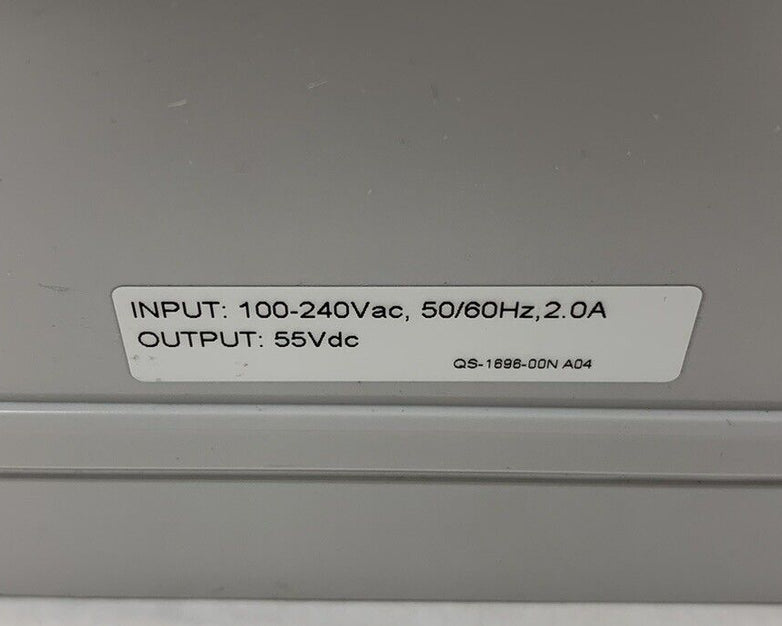 INPUT: 100-240Vac, 50/60Hz,2.0A
OUTPUT: 55Vdc
QS-1696-00N A04